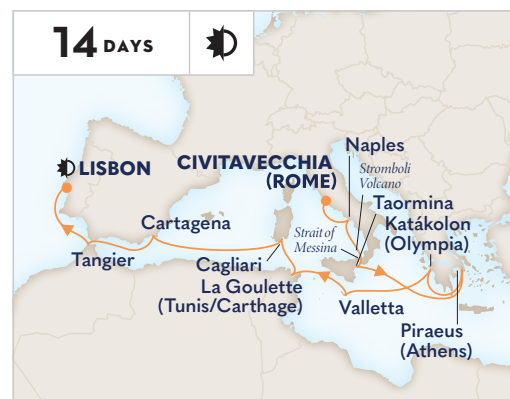 14 DAYS
Naples
LISBON
CIVITAVECCHIA
(ROME)
Stromboli
Volcano
Taormina
Katákolon
(Olympia)
Cartagena
Strait of
Messina
Tangier
Cagliari
La Goulette
(Tunis/Carthage)
Valletta
Piraeus
(Athens)